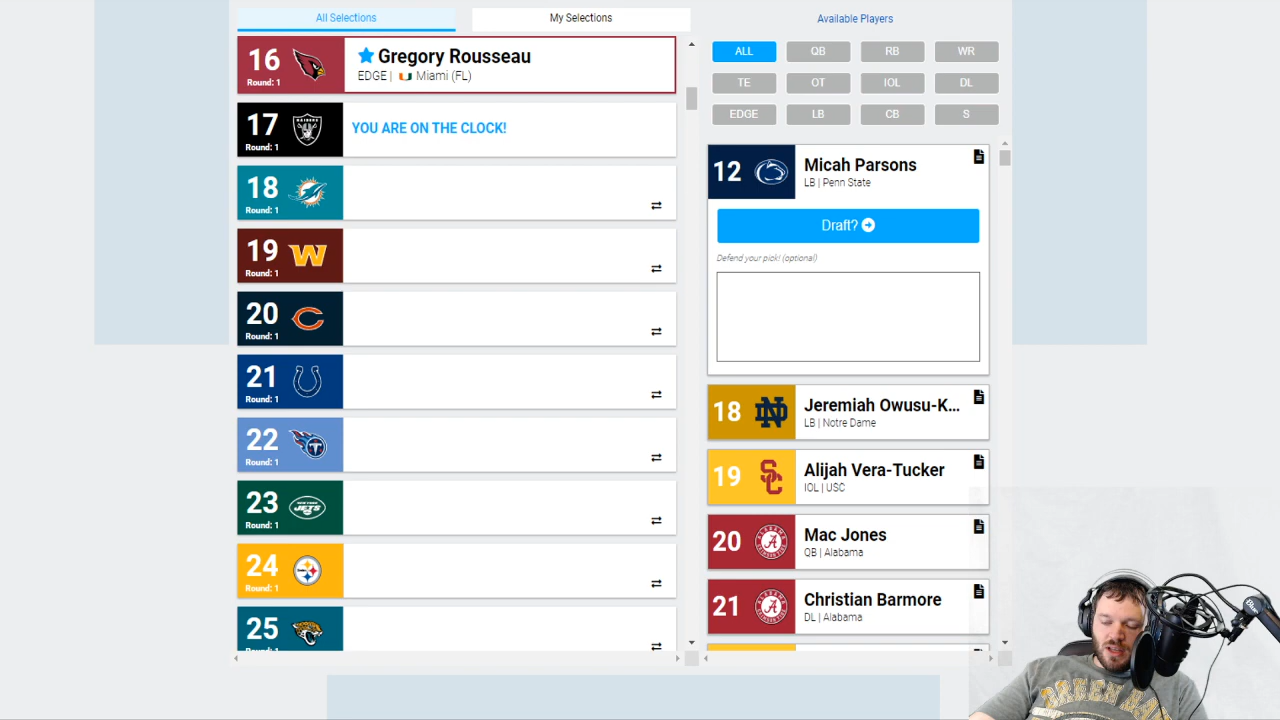 All Selections
My Selections
16
Round: 1
Gregory Rousseau
EDGE | Miami (FL)
17
Round: 1
YOU ARE ON THE CLOCK!
18
Round: 1
19
Round: 1
W
20
Round: 1
21
Round: 1
22
Round: 1
23
Round: 1
JETS
24
Round: 1
25
Available Players
ALL
QB
RB
WR
TE
OT
IOL
DL
EDGE
LB
CB
S
12
Micah Parsons
LB | Penn State
Draft?
Defend your pick! (optional)
18
Jeremiah Owusu-K...
LB | Notre Dame
19
Alijah Vera-Tucker
IOL | USC
20
Mac Jones
QB | Alabama
21
Christian Barmore
DL | Alabama
GREEN BAY